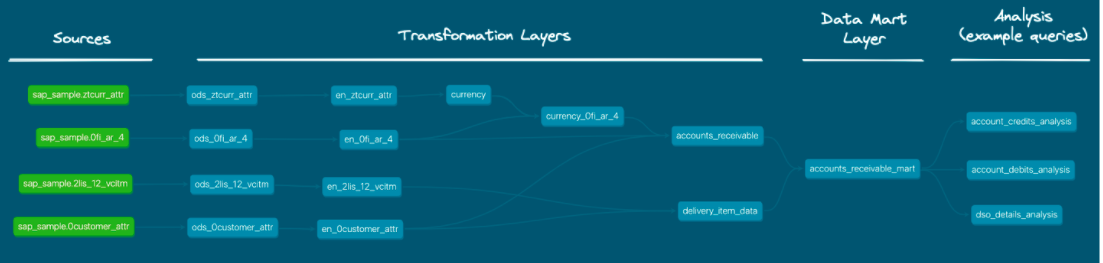 Sources
Transformation Layers
Data Mart
Layer
Analysis
(example queries)
sap_sample.ztcurr_attr
ods_ztcurr_attr
en_ztcurr_attr
currency
sap_sample.0fi_ar_4
ods_0fi_ar_4
en_0fi_ar_4
currency_0fi_ar_4
accounts_receivable
account_credits_analysis
sap_sample.2lis_12_vcitm
ods_2lis_12_vcitm
en_2lis_12_vcitm
accounts_receivable_mart
account_debits_analysis
sap_sample.0customer_attr
ods_0customer_attr
en_0customer_attr
delivery_item_data
dso_details_analysis